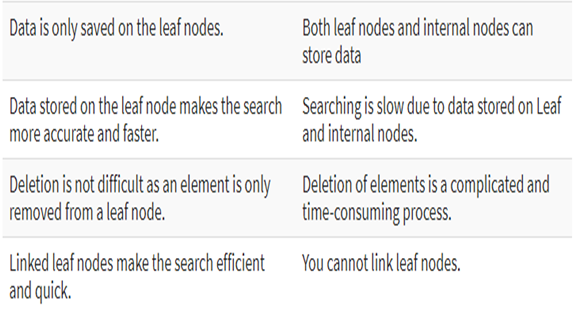 Data is only saved on the leaf nodes.
Both leaf nodes and internal nodes can
store data
Data stored on the leaf node makes the search
more accurate and faster.
Searching is slow due to data stored on Leaf
and internal nodes.
Deletion is not difficult as an element is only
removed from a leaf node.
Deletion of elements is a complicated and
time-consuming process.
Linked leaf nodes make the search efficient
and quick.
You cannot link leaf nodes.